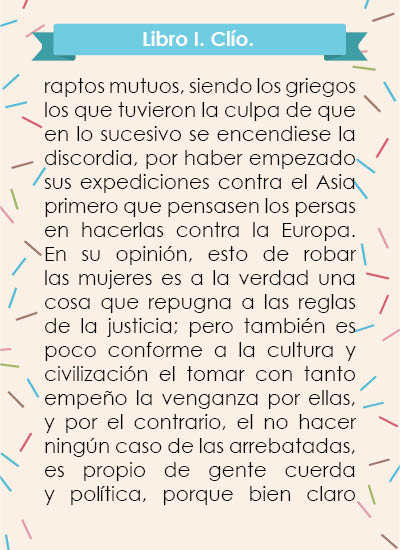 Libro I. Clío.
raptos mutuos, siendo los griegos
los que tuvieron la culpa de que
en lo sucesivo se encendiese la
discordia, por haber empezado
sus expediciones contra el Asia
primero que pensasen los persas
en hacerlas contra la Europa.
En su opinión, esto de robar
las mujeres es a la verdad una
cosa que repugna a las reglas
de la justicia; pero también es
poco conforme a la cultura y
civilización el tomar con tanto
empeño la venganza por ellas,
y por el contrario, el no hacer
ningún caso de las arrebatadas,
es propio de gente cuerda
y política, porque bien claro